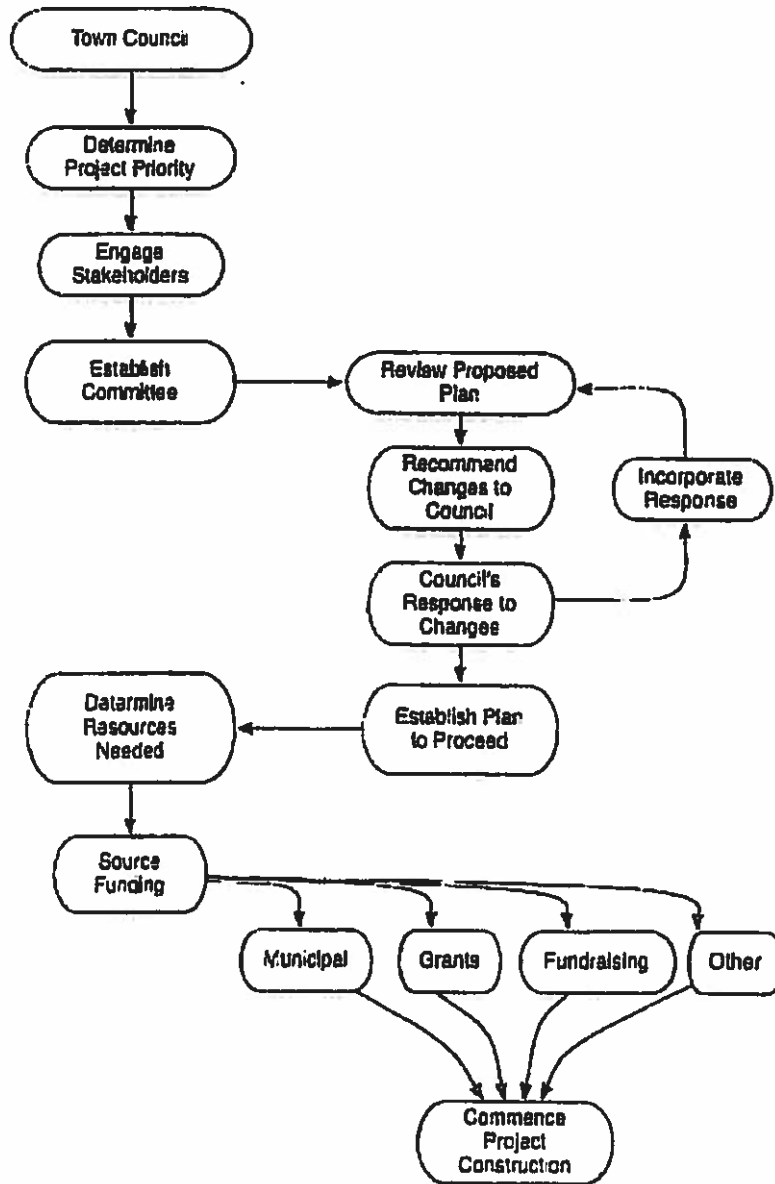 Town Council
Determine
Project Priority
Engage
Stakeholders
Establish
Committee
Review Proposed
Plan
Recommend
Changes to
Council
Incorporate
Response
Council's
Response to
Changes
Establish Plan
to Proceed
Determine
Resources
Needed
Source
Funding
Municipal
Grants
Fundraising
Other
Commence
Project
Construction